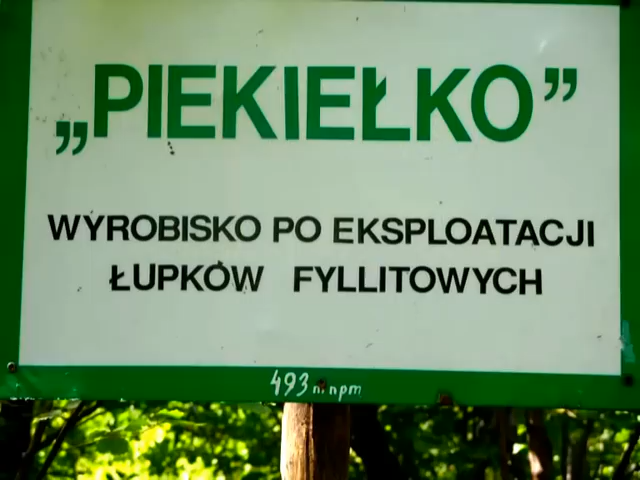 „PIEKIEŁKO”
WYROBISKO PO EKSPLOATACJI
ŁUPKÓW FYLLITOWYCH
493 m npm